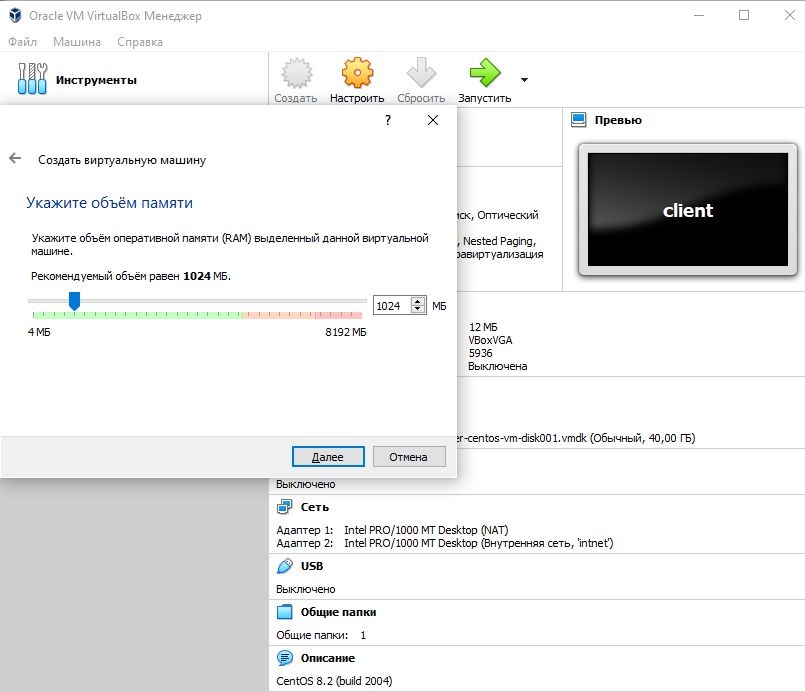 Oracle VM VirtualBox Менеджер
Файл Машина Справка
Инструменты
Создать Настроить Сбросить Запустить
?
Создать виртуальную машину
Укажите объём памяти
Укажите объём оперативной памяти (RAM) выделенный данной виртуальной
машине.
Рекомендуемый объём равен 1024 МБ.
1024 МБ
4 МБ 8192 МБ
Далее Отмена
Превью
client
иск, Оптический
, Nested Paging,
равиртуализация
12 МБ
VBoxVGA
5936
Выключена
er-centos-vm-disk001.vmdk (Обычный, 40,00 ГБ)
Выключено
Сеть
Адаптер 1: Intel PRO/1000 MT Desktop (NAT)
Адаптер 2: Intel PRO/1000 MT Desktop (Внутренняя сеть, 'intnet')
USB
Выключено
Общие папки
Общие папки: 1
Описание
CentOS 8.2 (build 2004)